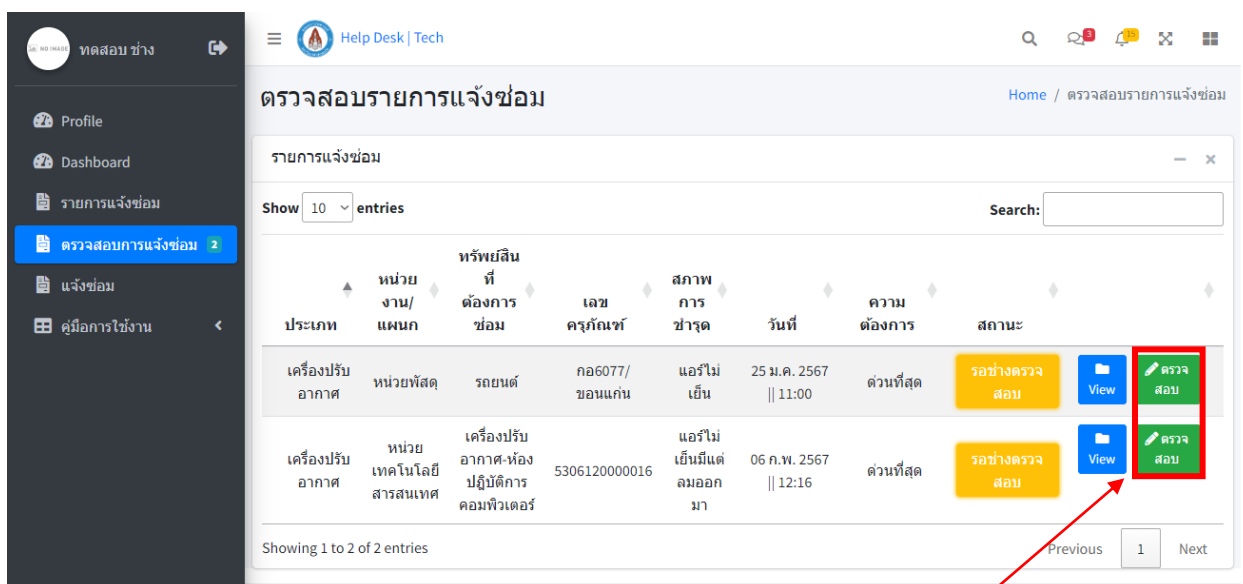 NO IMAGE
ทดสอบ ช่าง
Help Desk | Tech
3
15
ตรวจสอบรายการแจ้งซ่อม
Home / ตรวจสอบรายการแจ้งซ่อม
Profile
Dashboard
รายการแจ้งซ่อม
ตรวจสอบการแจ้งซ่อม 2
แจ้งซ่อม
คู่มือการใช้งาน
รายการแจ้งซ่อม
Show 10 entries
Search:
ประเภท
หน่วย
งาน/
แผนก
ทรัพย์สิน
ที่
ต้องการ
ซ่อม
เลข
ครุภัณฑ์
สภาพ
การ
ชำรุด
วันที่
ความ
ต้องการ
สถานะ
เครื่องปรับ
อากาศ
หน่วยพัสดุ
รถยนต์
กอ6077/
ขอนแก่น
แอร์ไม่
เย็น
25 ม.ค. 2567
|| 11:00
ด่วนที่สุด
รอช่างตรวจ
สอบ
View
ตรวจ
สอบ
เครื่องปรับ
อากาศ
หน่วย
เทคโนโลยี
สารสนเทศ
เครื่องปรับ
อากาศ-ห้อง
ปฏิบัติการ
คอมพิวเตอร์
5306120000016
แอร์ไม่
เย็นมีแต่
ลมออก
มา
06 ก.พ. 2567
|| 12:16
ด่วนที่สุด
รอช่างตรวจ
สอบ
View
ตรวจ
สอบ
Showing 1 to 2 of 2 entries
Previous 1 Next